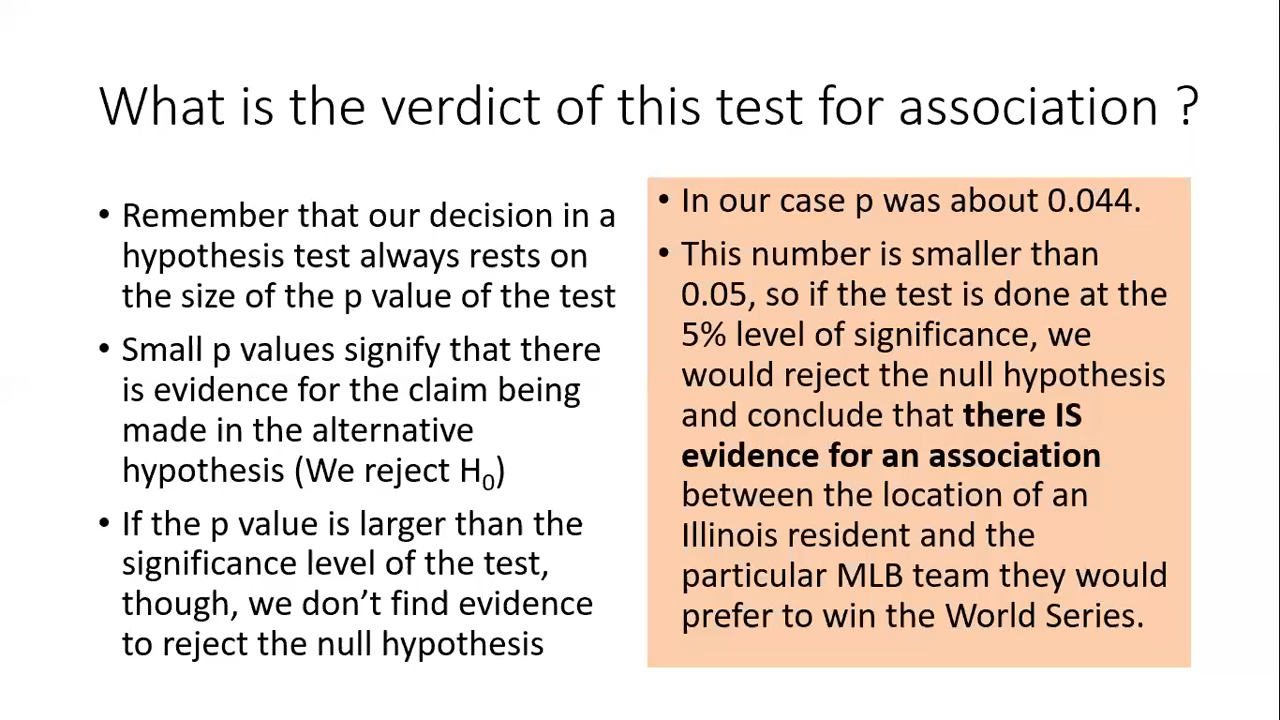 What is the verdict of this test for association ?
• Remember that our decision in a
hypothesis test always rests on
the size of the p value of the test
• Small p values signify that there
is evidence for the claim being
made in the alternative
hypothesis (We reject H₀)
• If the p value is larger than the
significance level of the test,
though, we don’t find evidence
to reject the null hypothesis
• In our case p was about 0.044.
• This number is smaller than
0.05, so if the test is done at the
5% level of significance, we
would reject the null hypothesis
and conclude that there IS
evidence for an association
between the location of an
Illinois resident and the
particular MLB team they would
prefer to win the World Series.